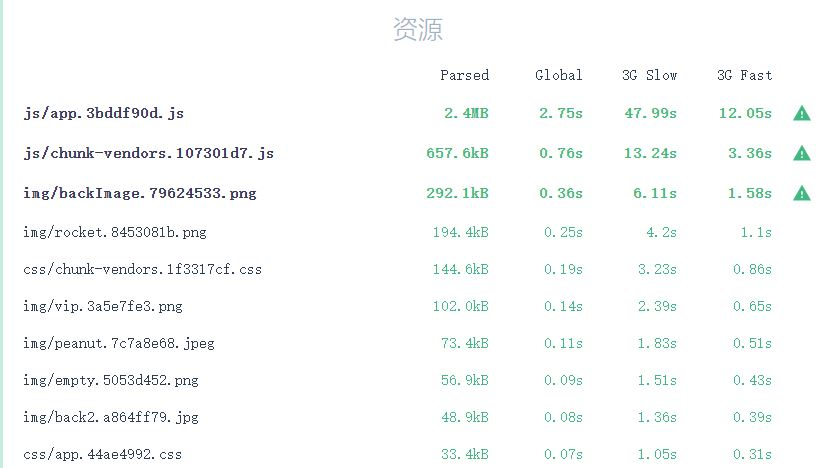 资源
Parsed Global 3G Slow 3G Fast
js/app.3bddf90d.js 2.4MB 2.75s 47.99s 12.05s
js/chunk-vendors.107301d7.js 657.6kB 0.76s 13.24s 3.36s
img/backImage.79624533.png 292.1kB 0.36s 6.11s 1.58s
img/rocket.8453081b.png 194.4kB 0.25s 4.2s 1.1s
css/chunk-vendors.1f3317cf.css 144.6kB 0.19s 3.23s 0.86s
img/vip.3a5e7fe3.png 102.0kB 0.14s 2.39s 0.65s
img/peanut.7c7a8e68.jpeg 73.4kB 0.11s 1.83s 0.51s
img/empty.5053d452.png 56.9kB 0.09s 1.51s 0.43s
img/back2.a864ff79.jpg 48.9kB 0.08s 1.36s 0.39s
css/app.44ae4992.css 33.4kB 0.07s 1.05s 0.31s